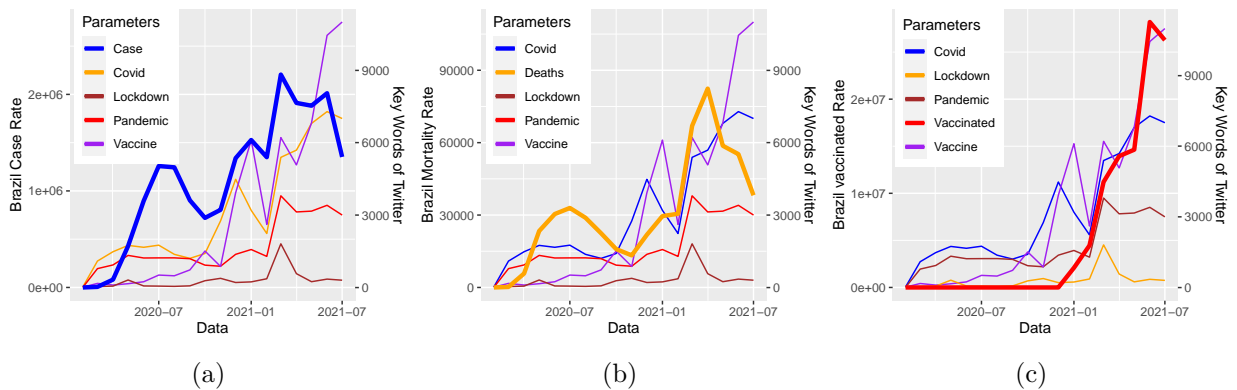 Parameters
Case
Covid
Lockdown
Pandemic
Vaccine
Brazil Case Rate
2e+06
1e+06
0e+00
9000
6000
3000
0
Key Words of Twitter
2020−07
2021−01
2021−07
Data
(a)
Parameters
Covid
Deaths
Lockdown
Pandemic
Vaccine
Brazil Mortality Rate
90000
60000
30000
0
9000
6000
3000
0
Key Words of Twitter
2020−07
2021−01
2021−07
Data
(b)
Parameters
Covid
Lockdown
Pandemic
Vaccinated
Vaccine
Brazil vaccinated Rate
2e+07
1e+07
0e+00
9000
6000
3000
0
Key Words of Twitter
2020−07
2021−01
2021−07
Data
(c)